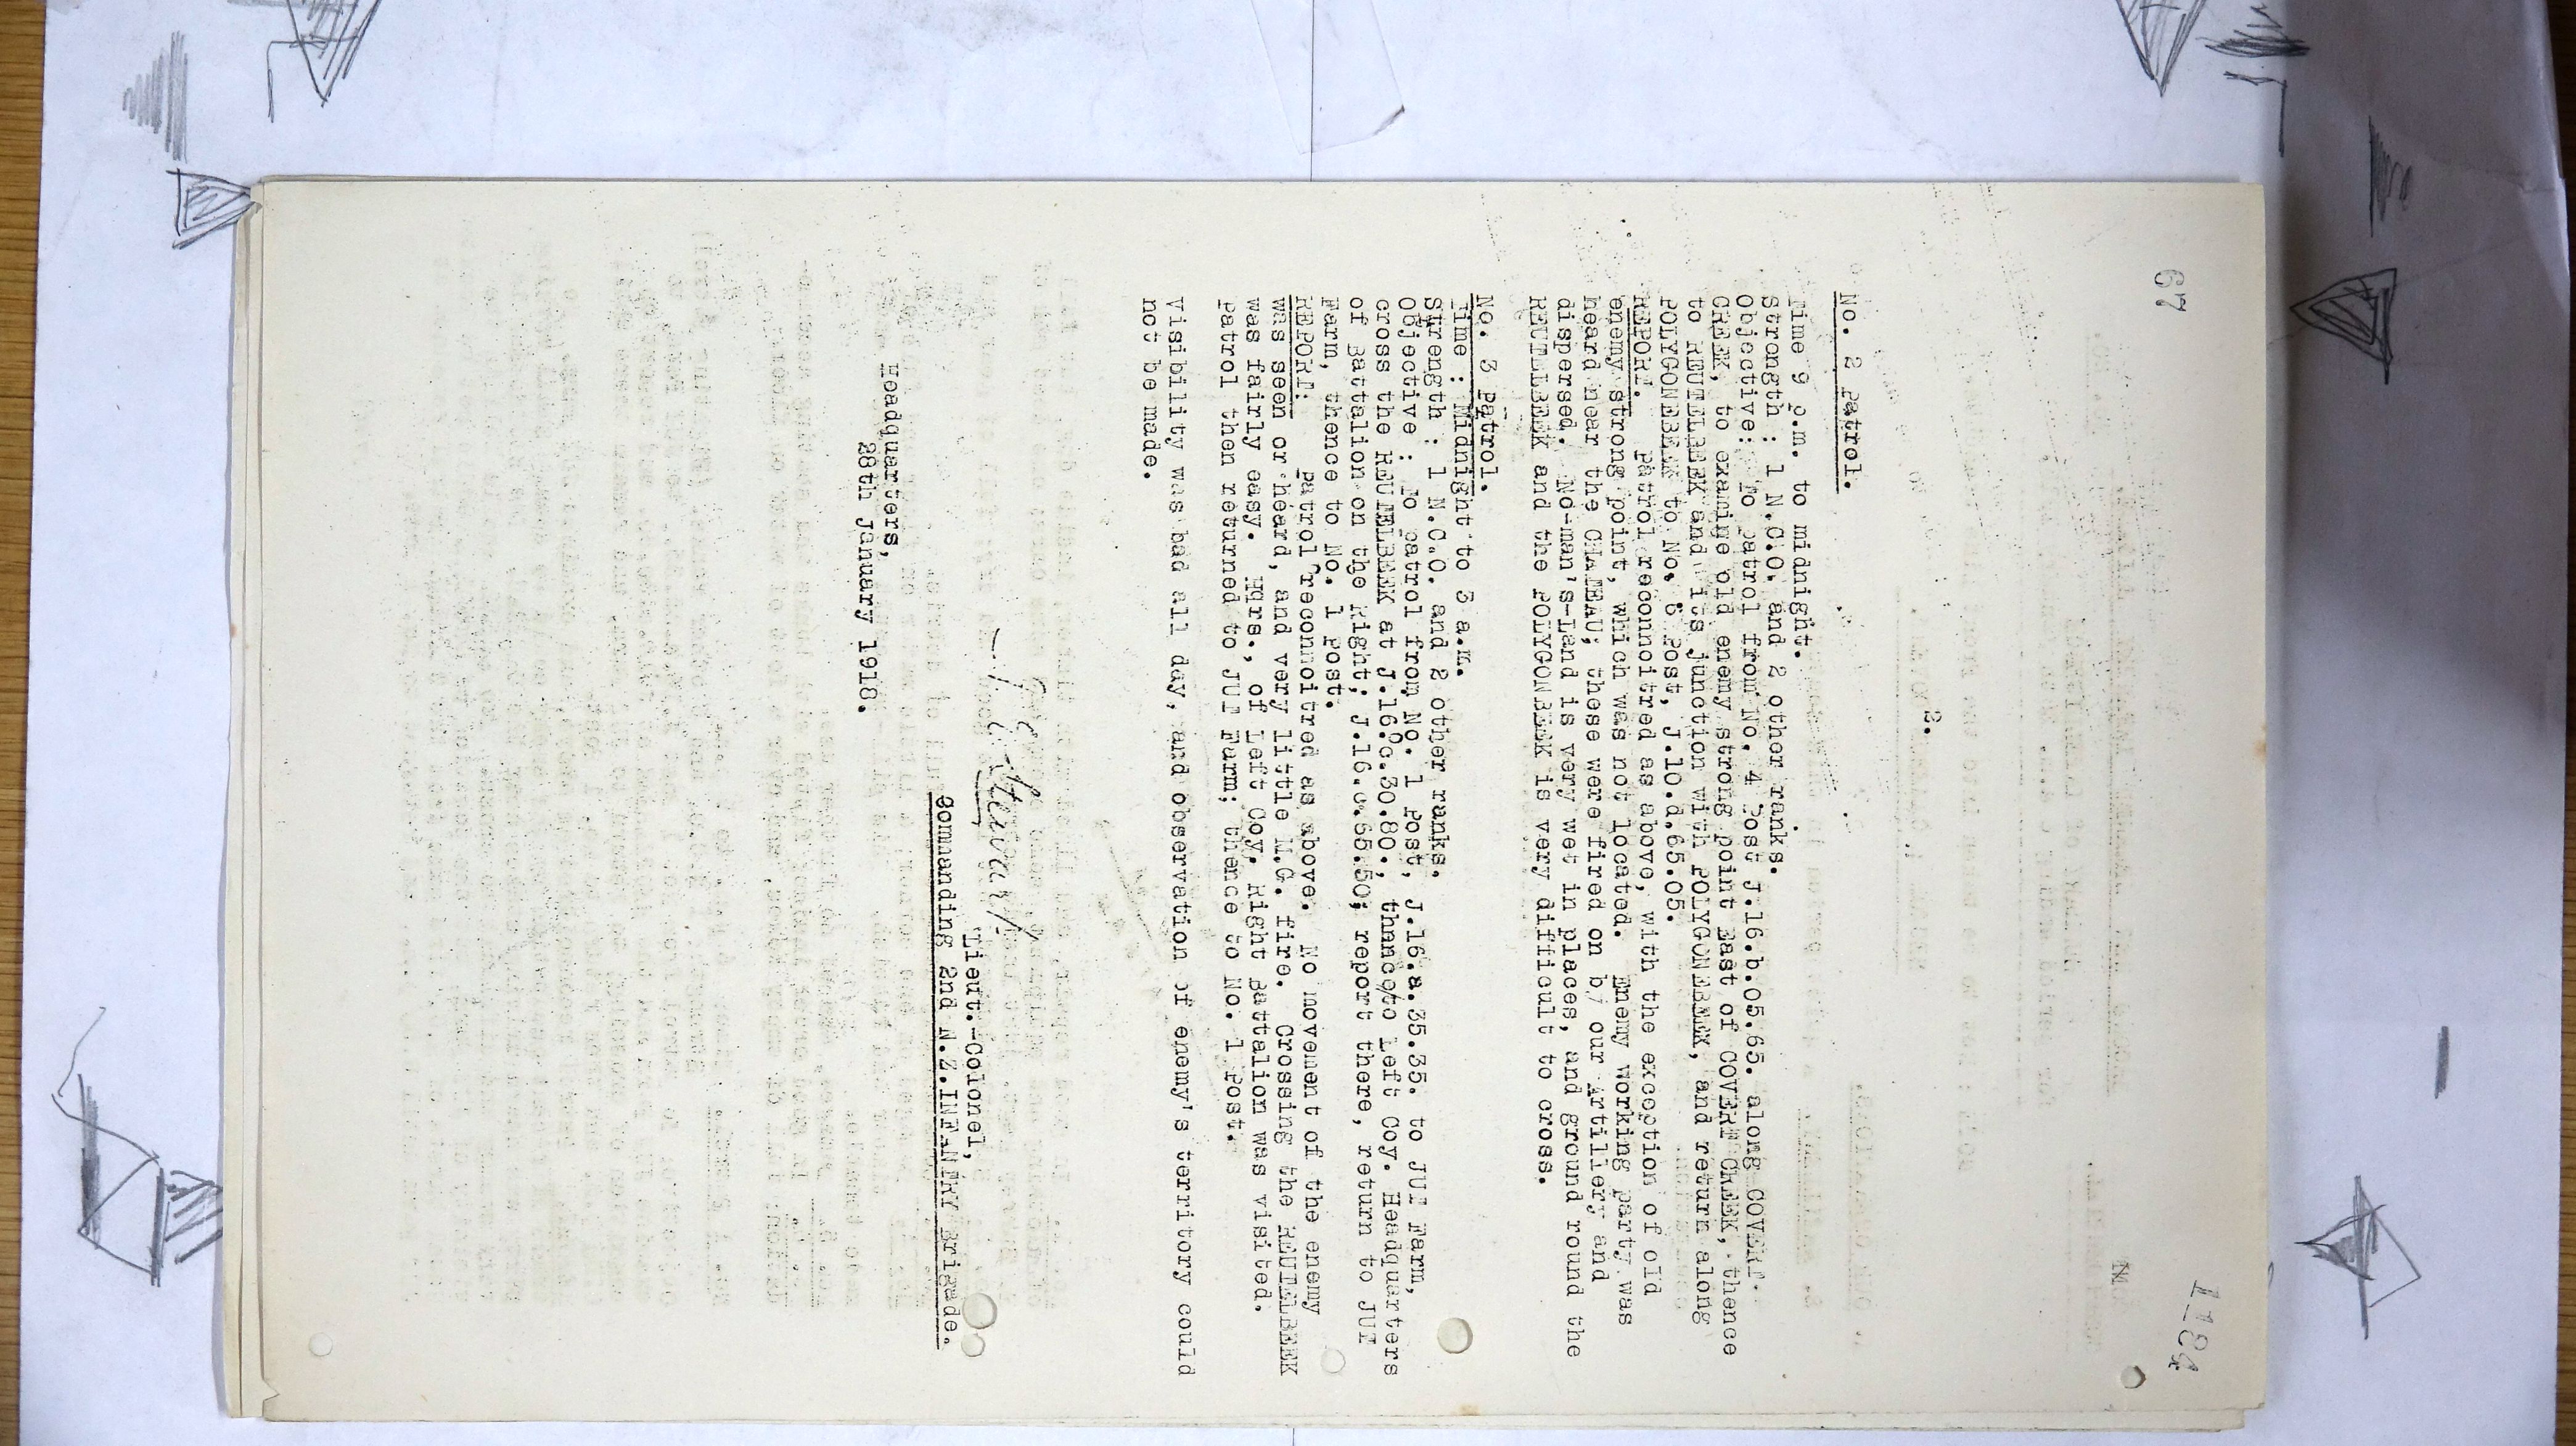 67
1184
2.
No. 2 Patrol.
Time 9 p.m. to midnight.
Strength : 1 N.C.O. and 2 other ranks.
Objective: To patrol from No. 4 Post J.16.b.05.65. along COVERT.
CREEK, to examine old enemy strong point East of COVERT CREEK, thence
to REUTELBEEK and its junction with POLYGONEBEEK, and return along
POLYGONEBEEK to No. 5 Post, J.10.d.65.05.
REPORT. Patrol reconnoitred as above, with the exception of old
enemy strong point, which was not located. Enemy working party was
heard near the CHATEAU; these were fired on by our Artillery and
dispersed. No-man's-Land is very wet in places, and ground round the
REUTELBEEK and the POLYGONBEEK is very difficult to cross.
No. 3 Patrol.
Time : Midnight to 3 a.m.
Strength : 1 N.C.O. and 2 other ranks.
Objective : To patrol from No. 1 Post, J.16.a.35.35. to JUT Farm,
cross the REUTELBEEK at J.16.c.30.80., thence to Left Coy. Headquarters
of Battalion on the Right; J.16.c.65.50; report there, return to JUT
Farm, thence to No. 1 Post.
REPORT: Patrol reconnoitred as above. No movement of the enemy
was seen or heard, and very little M.G. fire. Crossing the REUTELBEEK
was fairly easy. Hqrs., of Left Coy. Right Battalion was visited.
Patrol then returned to JUT Farm; thence to No. 1 Post.
Visibility was bad all day, and observation of enemy's territory could
not be made.
Stewart
Lieut.-Colonel,
Commanding 2nd N.Z.INFANTRY Brigade.
Headquarters,
28th January 1918.